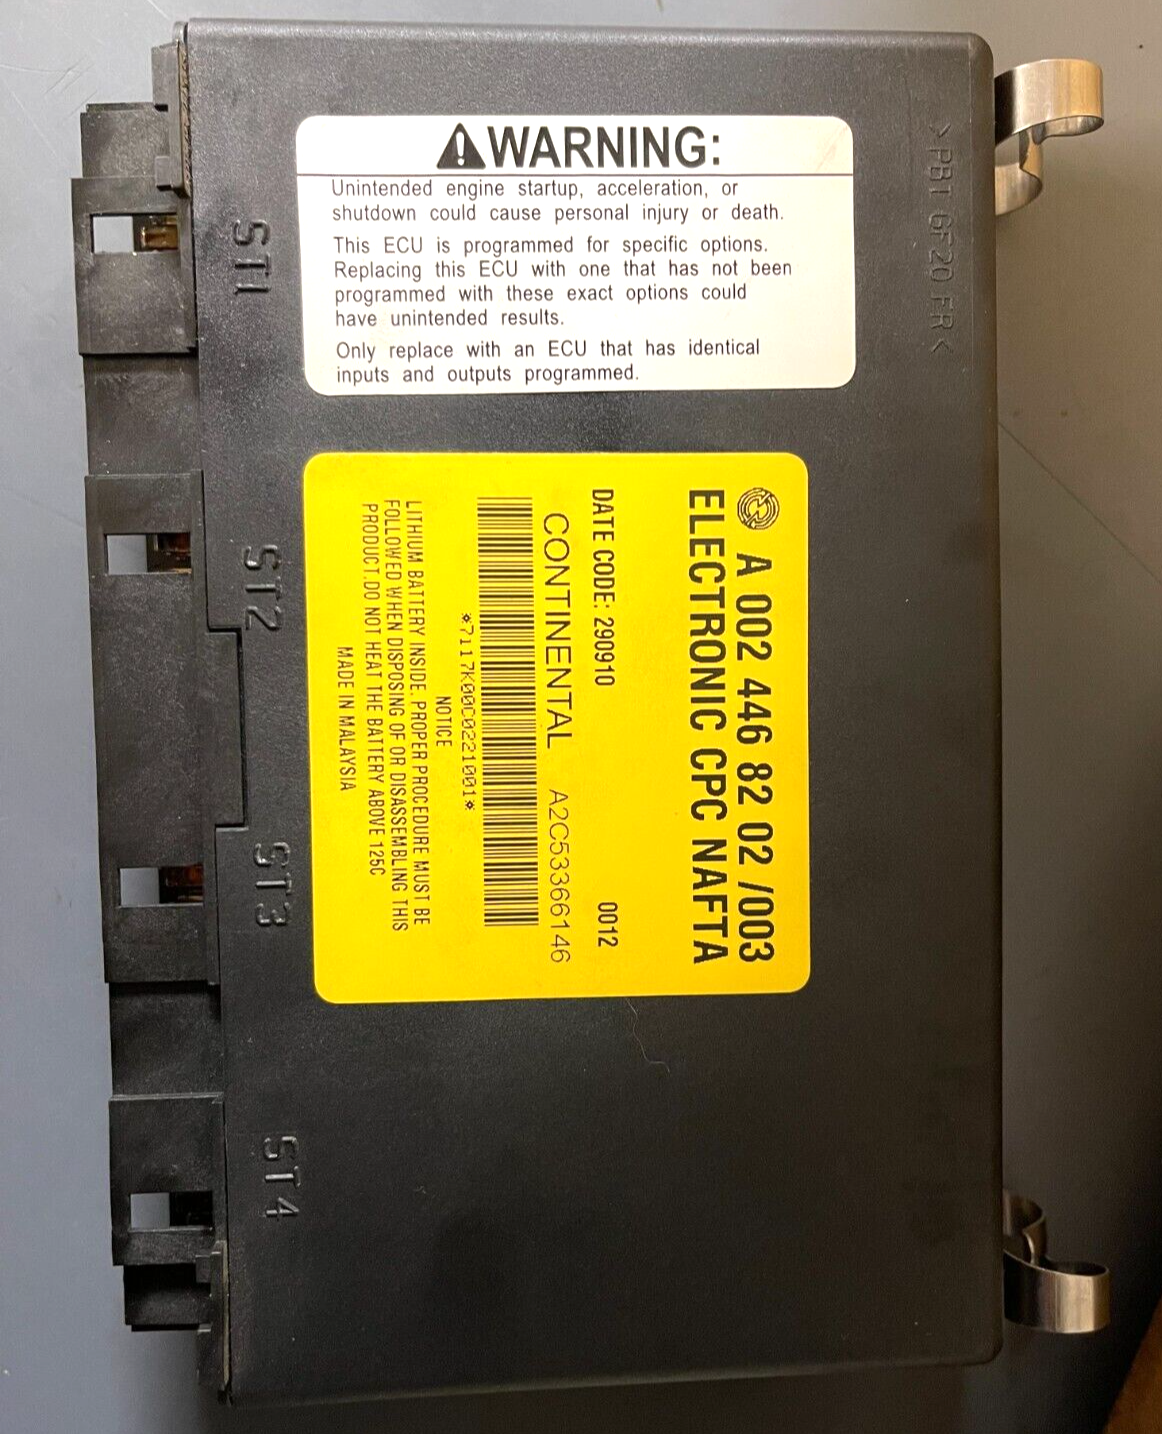 WARNING:
Unintended engine startup, acceleration, or
shutdown could cause personal injury or death.
This ECU is programmed for specific options.
Replacing this ECU with one that has not been
programmed with these exact options could
have unintended results.
Only replace with an ECU that has identical
inputs and outputs programmed.
A 002 446 82 02 /003
ELECTRONIC CPC NAFTA
DATE CODE: 290910 0012
CONTINENTAL A2C53366146
*7117K00C0221001*
NOTICE
LITHIUM BATTERY INSIDE. PROPER PROCEDURE MUST BE
FOLLOWED WHEN DISPOSING OF OR DISASSEMBLING THIS
PRODUCT.DO NOT HEAT THE BATTERY ABOVE 125C
MADE IN MALAYSIA
ST1
ST2
ST3
ST4
>PBT GF20 FR<